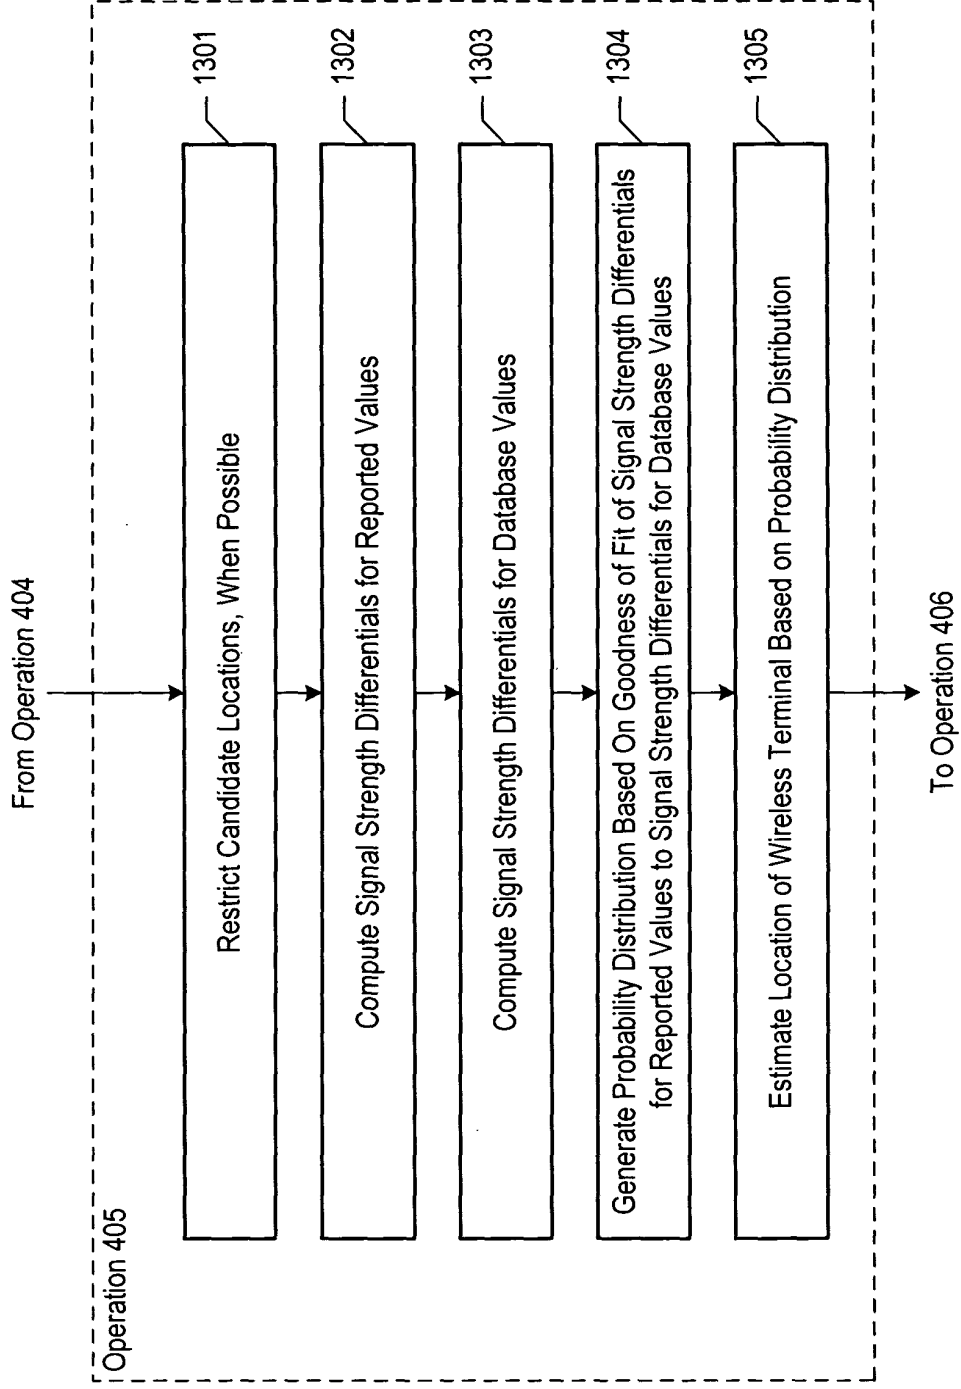 From Operation 404
Operation 405
Restrict Candidate Locations, When Possible
1301
Compute Signal Strength Differentials for Reported Values
1302
Compute Signal Strength Differentials for Database Values
1303
Generate Probability Distribution Based On Goodness of Fit of Signal Strength Differentials
for Reported Values to Signal Strength Differentials for Database Values
1304
Estimate Location of Wireless Terminal Based on Probability Distribution
1305
To Operation 406